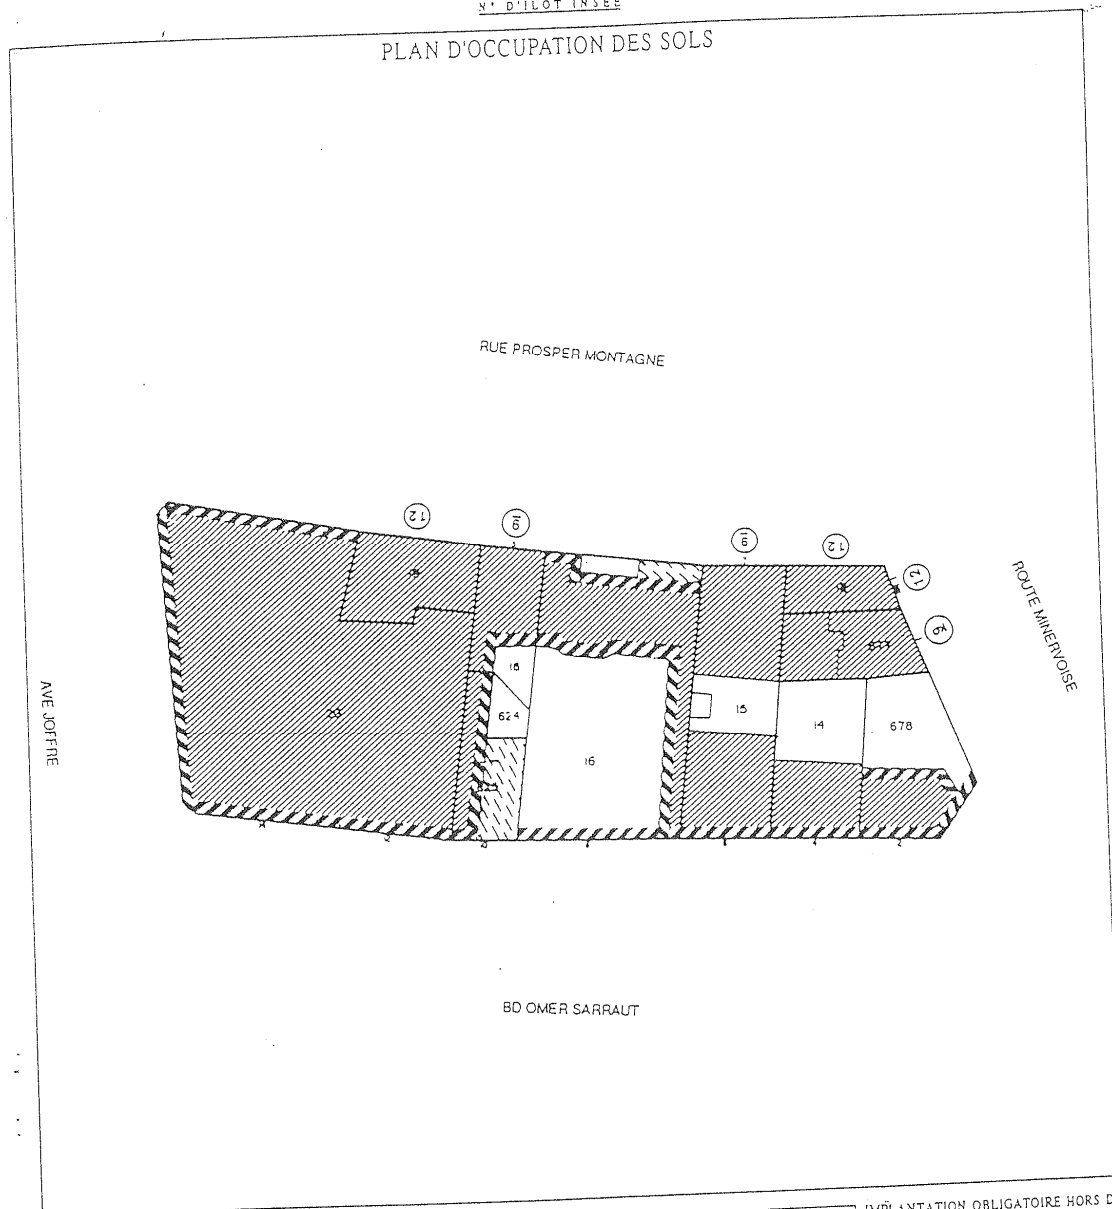 N° D'ILOT INSEE
PLAN D'OCCUPATION DES SOLS
RUE PROSPER MONTAGNE
12
9
9
12
12
9
ROUTE MINERVOISE
AVE JOFFRE
18
624
16
15
14
678
BD OMER SARRAUT
IMPLANTATION OBLIGATOIRE HORS D